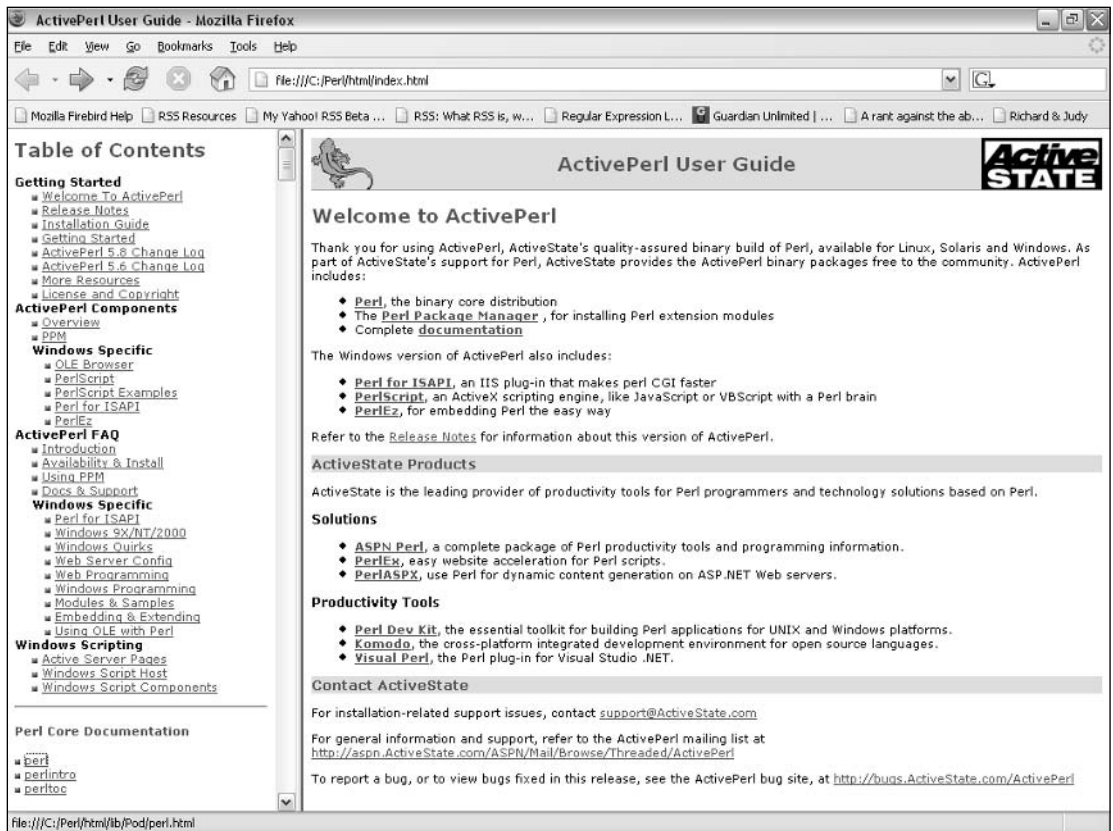 ActivePerl User Guide - Mozilla Firefox
File Edit View Go Bookmarks Tools Help
file:///C:/Perl/html/index.html
G
Mozilla Firebird Help RSS Resources My Yahoo! RSS Beta ... RSS: What RSS is, w... Regular Expression L... Guardian Unlimited | ... A rant against the ab... Richard & Judy
Table of Contents
Getting Started
Welcome To ActivePerl
Release Notes
Installation Guide
Getting Started
ActivePerl 5.8 Change Log
ActivePerl 5.6 Change Log
More Resources
License and Copyright
ActivePerl Components
Overview
PPM
Windows Specific
OLE Browser
PerlScript
PerlScript Examples
Perl for ISAPI
PerlEz
ActivePerl FAQ
Introduction
Availability & Install
Using PPM
Docs & Support
Windows Specific
Perl for ISAPI
Windows 9X/NT/2000
Windows Quirks
Web Server Config
Web Programming
Windows Programming
Modules & Samples
Embedding & Extending
Using OLE with Perl
Windows Scripting
Active Server Pages
Windows Script Host
Windows Script Components
Perl Core Documentation
perl
perlintro
perltoc
ActivePerl User Guide
Active
STATE
Welcome to ActivePerl
Thank you for using ActivePerl, ActiveState's quality-assured binary build of Perl, available for Linux, Solaris and Windows. As
part of ActiveState's support for Perl, ActiveState provides the ActivePerl binary packages free to the community. ActivePerl
includes:
Perl, the binary core distribution
The Perl Package Manager , for installing Perl extension modules
Complete documentation
The Windows version of ActivePerl also includes:
Perl for ISAPI, an IIS plug-in that makes perl CGI faster
PerlScript, an ActiveX scripting engine, like JavaScript or VBScript with a Perl brain
PerlEz, for embedding Perl the easy way
Refer to the Release Notes for information about this version of ActivePerl.
ActiveState Products
ActiveState is the leading provider of productivity tools for Perl programmers and technology solutions based on Perl.
Solutions
ASPN Perl, a complete package of Perl productivity tools and programming information.
PerlEx, easy website acceleration for Perl scripts.
PerlASPX, use Perl for dynamic content generation on ASP.NET Web servers.
Productivity Tools
Perl Dev Kit, the essential toolkit for building Perl applications for UNIX and Windows platforms.
Komodo, the cross-platform integrated development environment for open source languages.
Visual Perl, the Perl plug-in for Visual Studio .NET.
Contact ActiveState
For installation-related support issues, contact support@ActiveState.com
For general information and support, refer to the ActivePerl mailing list at
http://aspn.ActiveState.com/ASPN/Mail/Browse/Threaded/ActivePerl
To report a bug, or to view bugs fixed in this release, see the ActivePerl bug site, at http://bugs.ActiveState.com/ActivePerl
file:///C:/Perl/html/lib/Pod/perl.html